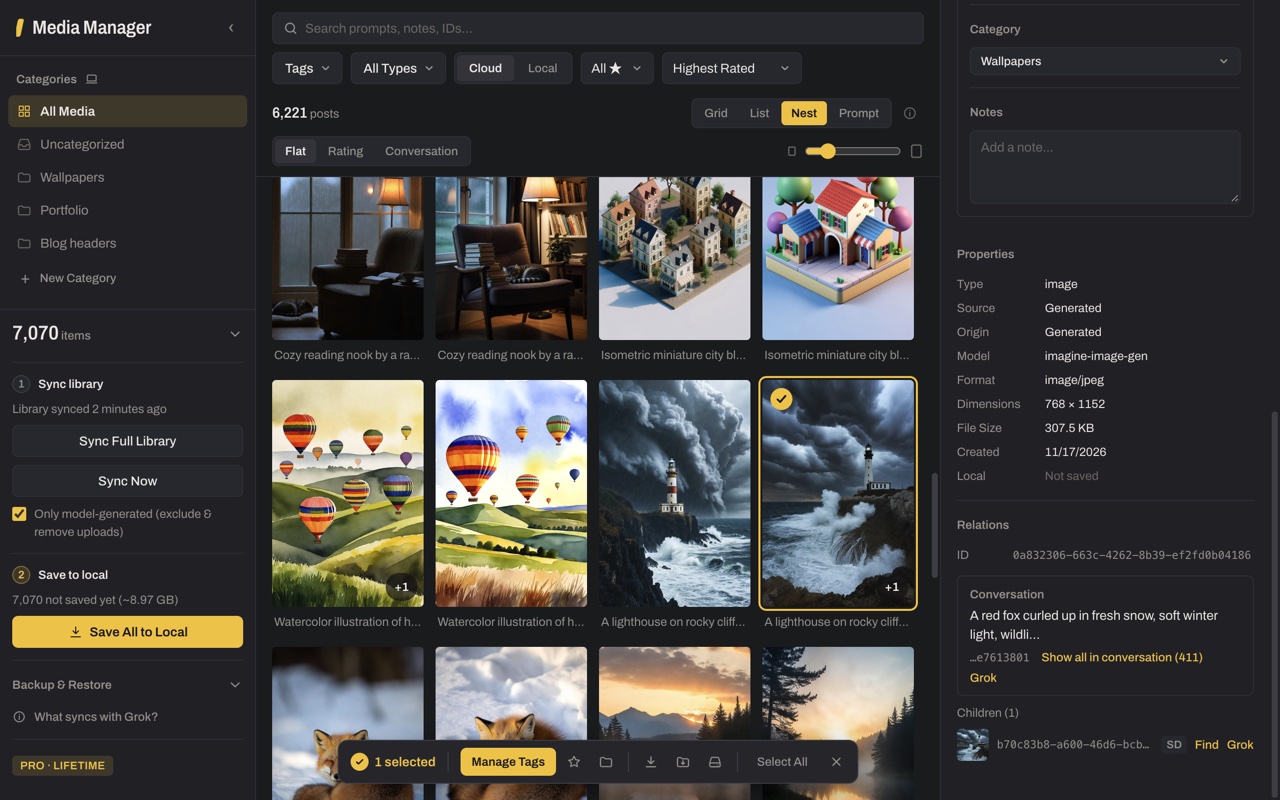 Media Manager
Categories
All Media
Uncategorized
Wallpapers
Portfolio
Blog headers
New Category
7,070 items
1 Sync library
Library synced 2 minutes ago
Sync Full Library
Sync Now
Only model-generated (exclude &
remove uploads)
2 Save to local
7,070 not saved yet (~8.97 GB)
Save All to Local
Backup & Restore
What syncs with Grok?
PRO · LIFETIME
Search prompts, notes, IDs...
Tags
All Types
Cloud
Local
All ★
Highest Rated
6,221 posts
Grid
List
Nest
Prompt
Flat
Rating
Conversation
Cozy reading nook by a ra...
Cozy reading nook by a ra...
Isometric miniature city bl...
Isometric miniature city bl...
+1
+1
Watercolor illustration of h...
Watercolor illustration of h...
A lighthouse on rocky cliff...
A lighthouse on rocky cliff...
1 selected
Manage Tags
Select All
Category
Wallpapers
Notes
Add a note...
Properties
Type image
Source Generated
Origin Generated
Model imagine-image-gen
Format image/jpeg
Dimensions 768 × 1152
File Size 307.5 KB
Created 11/17/2026
Local Not saved
Relations
ID 0a832306-663c-4262-8b39-ef2fd0b04186
Conversation
A red fox curled up in fresh snow, soft winter
light, wildli...
…e7613801 Show all in conversation (411)
Grok
Children (1)
b70c83b8-a600-46d6-bcb… SD Find Grok